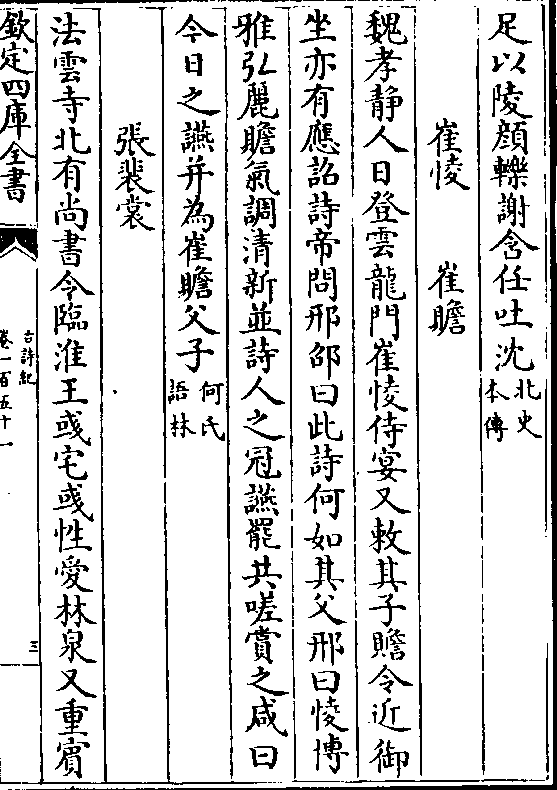 足以陵顔轢謝含任吐沈北史本傳
崔㥄　崔瞻
魏孝静人日登雲龍門崔㥄侍宴又敕其子瞻令近御
坐亦有應詔詩帝問邢邵曰此詩何如其父邢曰㥄博
雅弘麗瞻氣調清新並詩人之冠讌罷共嗟賞之咸曰
今日之讌并為崔瞻父子何氏語林
張裴裳
法雲寺北有尚書令臨淮王彧宅彧性愛林泉又重賓
欽定四庫全書
古詩紀
卷一百五十一
三